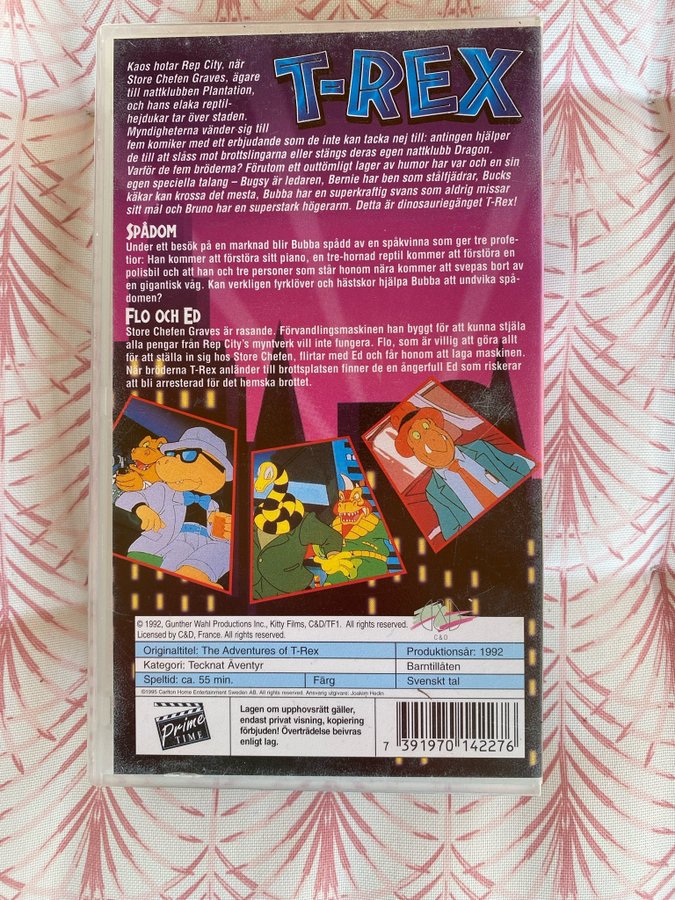 T-REX
Kaos hotar Rep City, när
Store Chefen Graves, ägare
till nattklubben Plantation,
och hans elaka reptil-
hejdukar tar över staden.
Myndigheterna vänder sig till
fem komiker med ett erbjudande som de inte kan tacka nej till: antingen hjälper
de till att slåss mot brottslingarna eller stängs deras egen nattklubb Dragon.
Varför de fem bröderna? Förutom ett outtömligt lager av humor har var och en sin
egen speciella talang – Bugsy är ledaren, Bernie har ben som stålfjädrar, Bucks
käkar kan krossa det mesta, Bubba har en superkraftig svans som aldrig missar
sitt mål och Bruno har en superstark högerarm. Detta är dinosauriegänget T-Rex!
SPÅDOM
Under ett besök på en marknad blir Bubba spådd av en spåkvinna som ger tre profe-
tior: Han kommer att förstöra sitt piano, en tre-hornad reptil kommer att förstöra en
polisbil och att han och tre personer som står honom nära kommer att svepas bort av
en gigantisk våg. Kan verkligen fyrklöver och hästskor hjälpa Bubba att undvika spå-
domen?
FLO OCH ED
Store Chefen Graves är rasande. Förvandlingsmaskinen han byggt för att kunna stjäla
alla pengar från Rep City's myntverk vill inte fungera. Flo, som är villig att göra allt
för att ställa in sig hos Store Chefen, flirtar med Ed och får honom att laga maskinen.
När bröderna T-Rex anländer till brottsplatsen finner de en ångerfull Ed som riskerar
att bli arresterad för det hemska brottet.
© 1992, Gunther Wahl Productions Inc., Kitty Films, C&D/TF1. All rights reserved.
Licensed by C&D, France. All rights reserved.
C&D
C&D
Originaltitel: The Adventures of T-Rex
Produktionsår: 1992
Kategori: Tecknat Äventyr
Barntillåten
Speltid: ca. 55 min.
Färg
Svenskt tal
©1995 Carlton Home Entertainment Sweden AB. All rights reserved. Ansvarig utgivare: Joakim Hedin
Prime
TIME
Lagen om upphovsrätt gäller,
endast privat visning, kopiering
förbjuden! Överträdelse beivras
enligt lag.
7 391970 142276